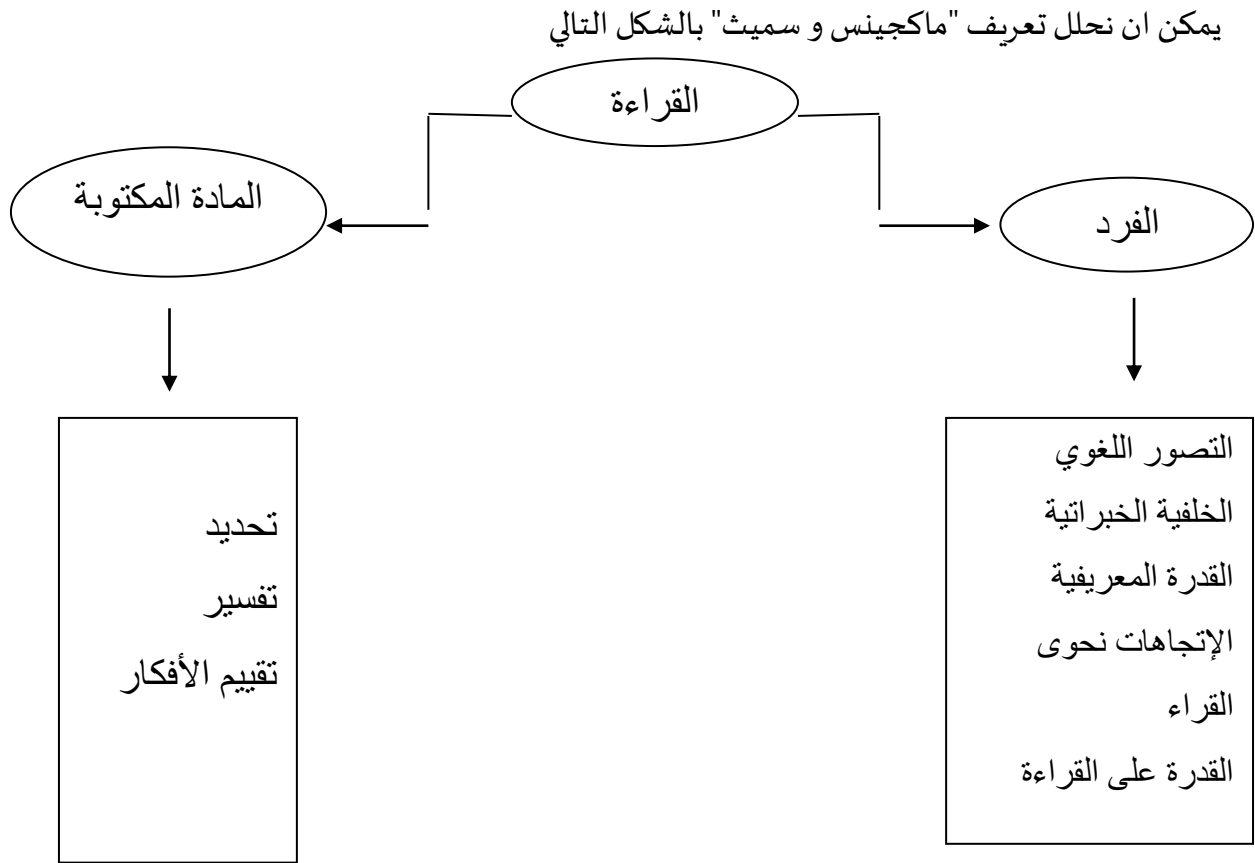 يمكن ان نحلل تعريف "ماكجينس و سميث" بالشكل التالي
القراءة
الفرد
المادة المكتوبة
التصور اللغوي
الخلفية الخبراتية
القدرة المعريفية
الإتجاهات نحوى
القراء
القدرة على القراءة
تحديد
تفسير
تقييم الأفكار